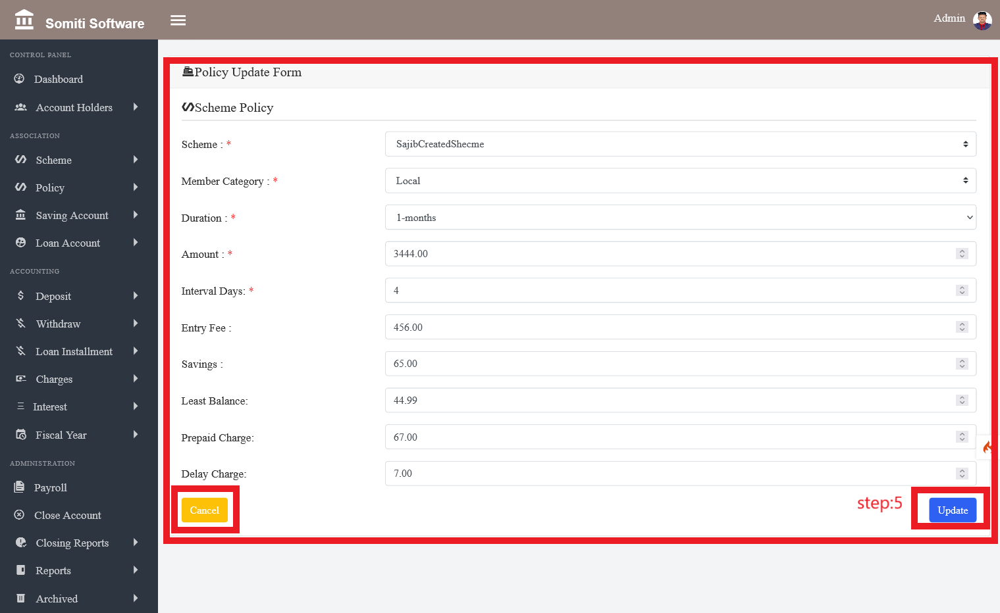 Somiti Software
Admin
CONTROL PANEL
Dashboard
Account Holders
ASSOCIATION
Scheme
Policy
Saving Account
Loan Account
ACCOUNTING
Deposit
Withdraw
Loan Installment
Charges
Interest
Fiscal Year
ADMINISTRATION
Payroll
Close Account
Closing Reports
Reports
Archived
Policy Update Form
Scheme Policy
Scheme : * SajibCreatedShecme
Member Category : * Local
Duration : * 1-months
Amount : * 3444.00
Interval Days: * 4
Entry Fee : 456.00
Savings : 65.00
Least Balance: 44.99
Prepaid Charge: 67.00
Delay Charge: 7.00
Cancel step:5 Update